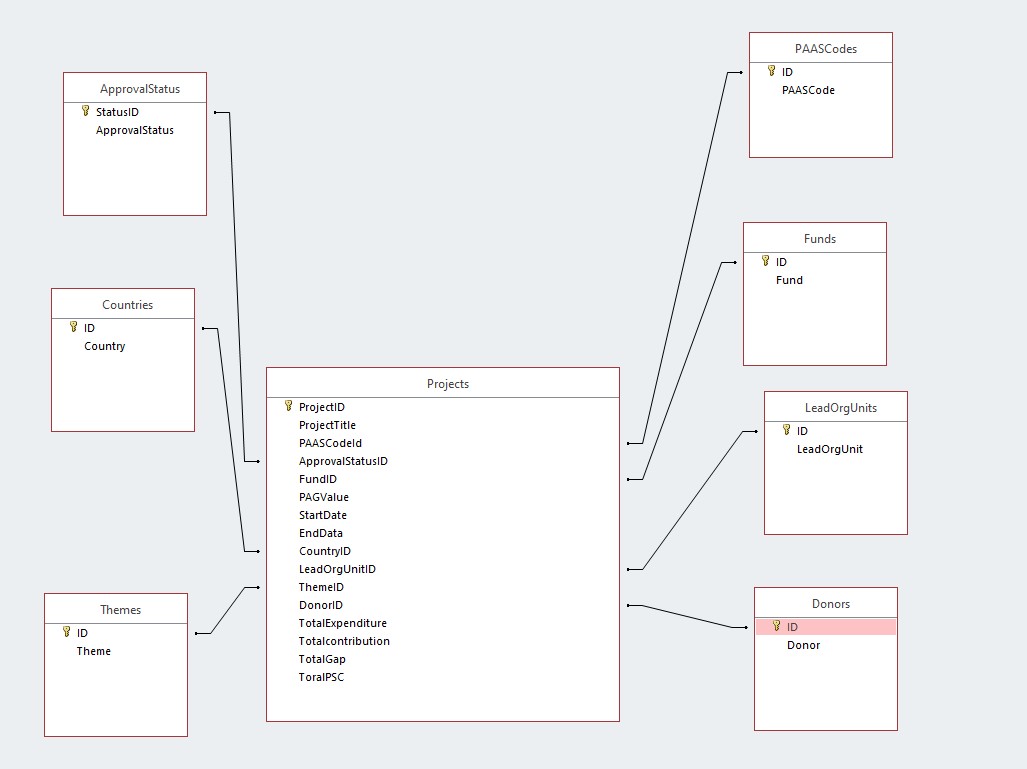 ApprovalStatus
StatusID
ApprovalStatus
Countries
ID
Country
Themes
ID
Theme
Projects
ProjectID
ProjectTitle
PAASCodeId
ApprovalStatusID
FundID
PAGValue
StartDate
EndData
CountryID
LeadOrgUnitID
ThemeID
DonorID
TotalExpenditure
Totalcontribution
TotalGap
ToralPSC
PAASCodes
ID
PAASCode
Funds
ID
Fund
LeadOrgUnits
ID
LeadOrgUnit
Donors
ID
Donor